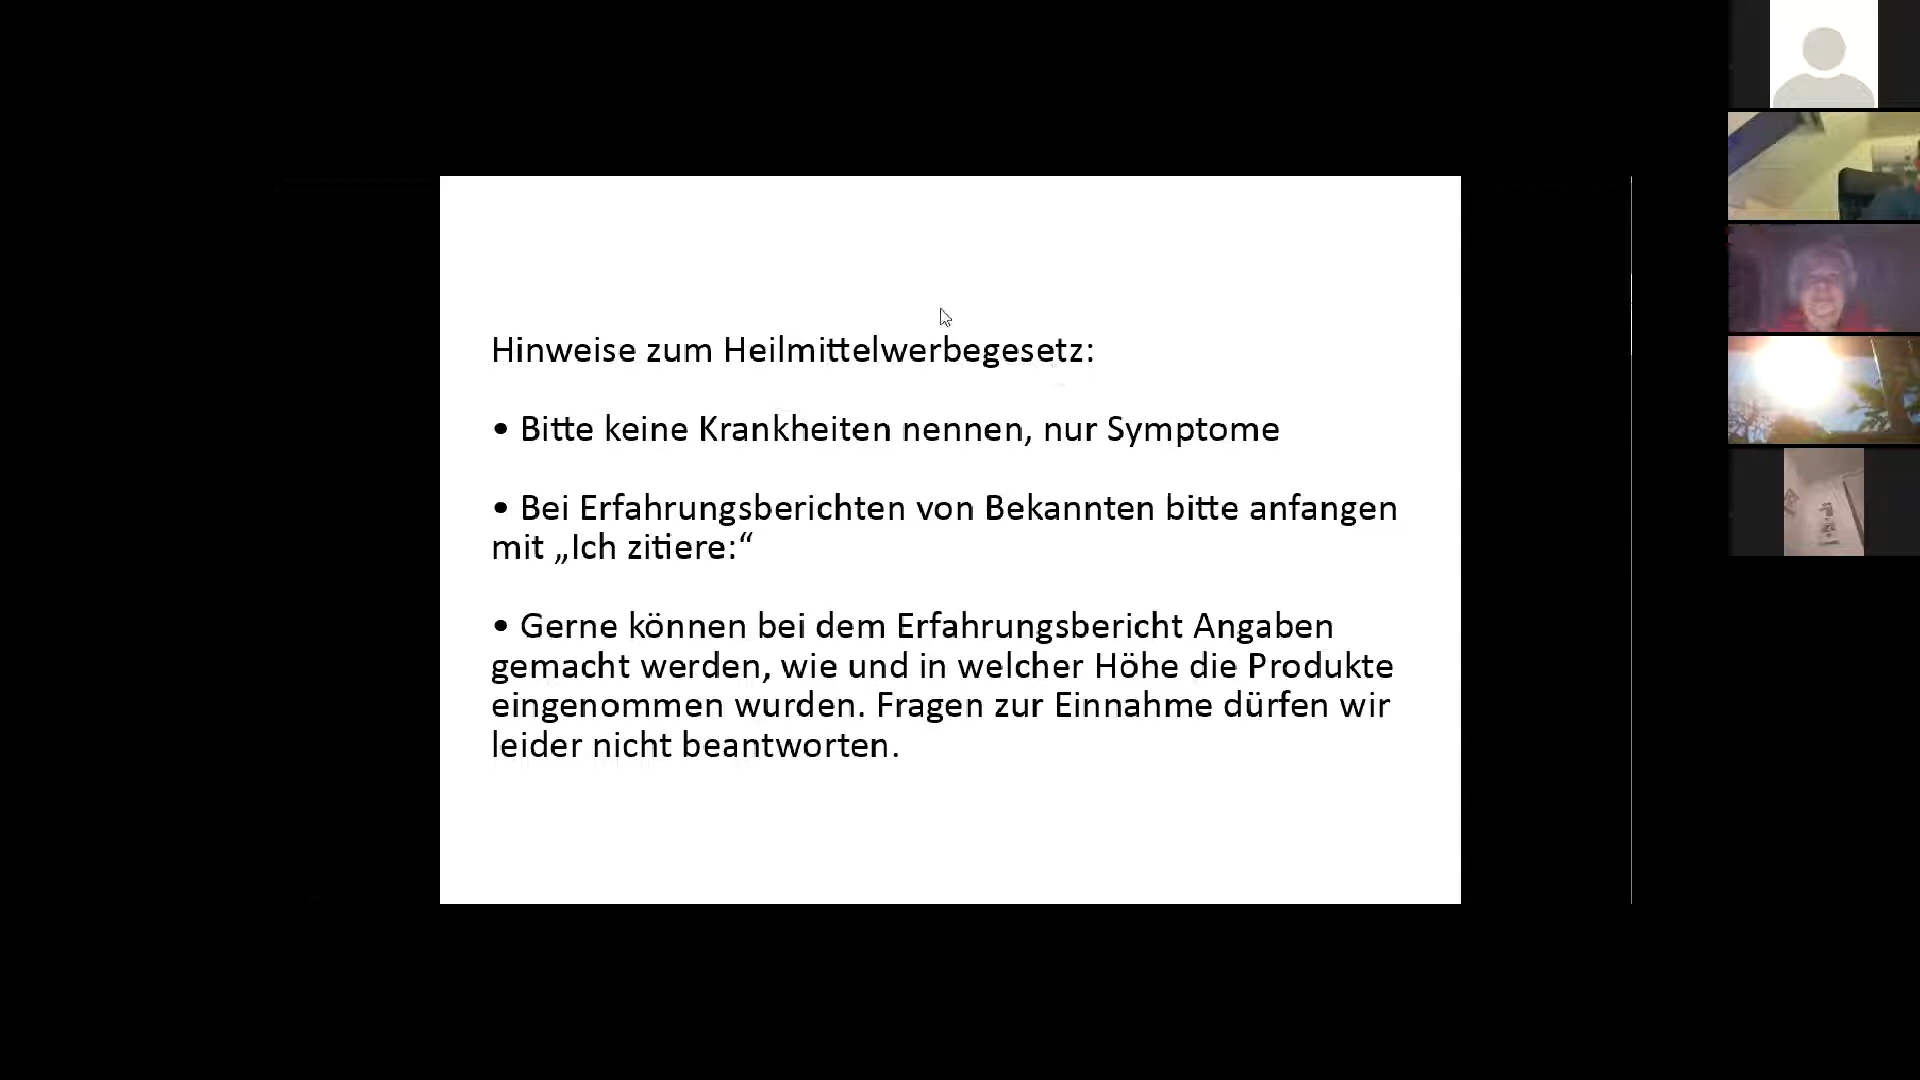 Hinweise zum Heilmittelwerbegesetz:
• Bitte keine Krankheiten nennen, nur Symptome
• Bei Erfahrungsberichten von Bekannten bitte anfangen
mit „Ich zitiere:“
• Gerne können bei dem Erfahrungsbericht Angaben
gemacht werden, wie und in welcher Höhe die Produkte
eingenommen wurden. Fragen zur Einnahme dürfen wir
leider nicht beantworten.